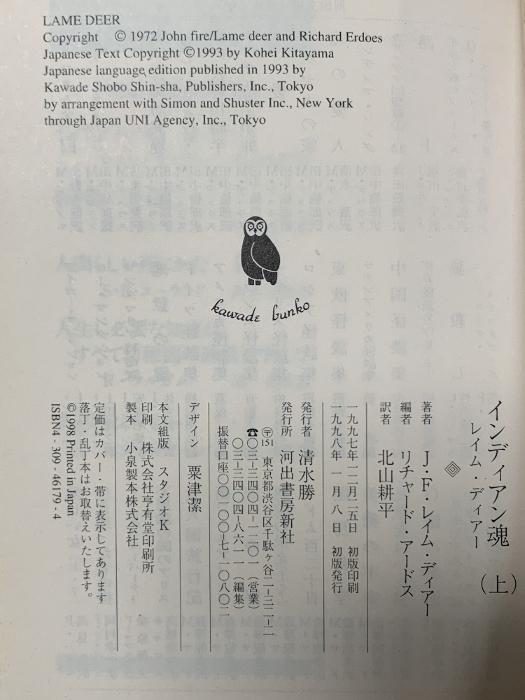 LAME DEER
Copyright © 1972 John fire/Lame deer and Richard Erdoes
Japanese Text Copyright ©1993 by Kohei Kitayama
Japanese language edition published in 1993 by
Kawade Shobo Shin-sha, Publishers, Inc., Tokyo
by arrangement with Simon and Shuster Inc., New York
through Japan UNI Agency, Inc., Tokyo
kawade bunko
インディアン魂(上)
レイム・ディアー
著者 J・F・レイム・ディアー
編者 リチャード・アードス
訳者 北山耕平
一九九七年一二月二五日 初版印刷
一九九八年 一月 八日 初版発行
発行者 清水勝
発行所 河出書房新社
〒151 東京都渋谷区千駄ヶ谷二-三二-二
☎〇三-三四〇四-一二〇一(営業)
〇三-三四〇四-八六一一(編集)
振替口座〇〇一〇〇-七-一〇八〇二
デザイン 粟津潔
本文組版 スタジオK
印刷 株式会社亨有堂印刷所
製本 小泉製本株式会社
定価はカバー・帯に表示してあります
落丁・乱丁本はお取替えいたします。
©1998 Printed in Japan
ISBN4-309-46179-4